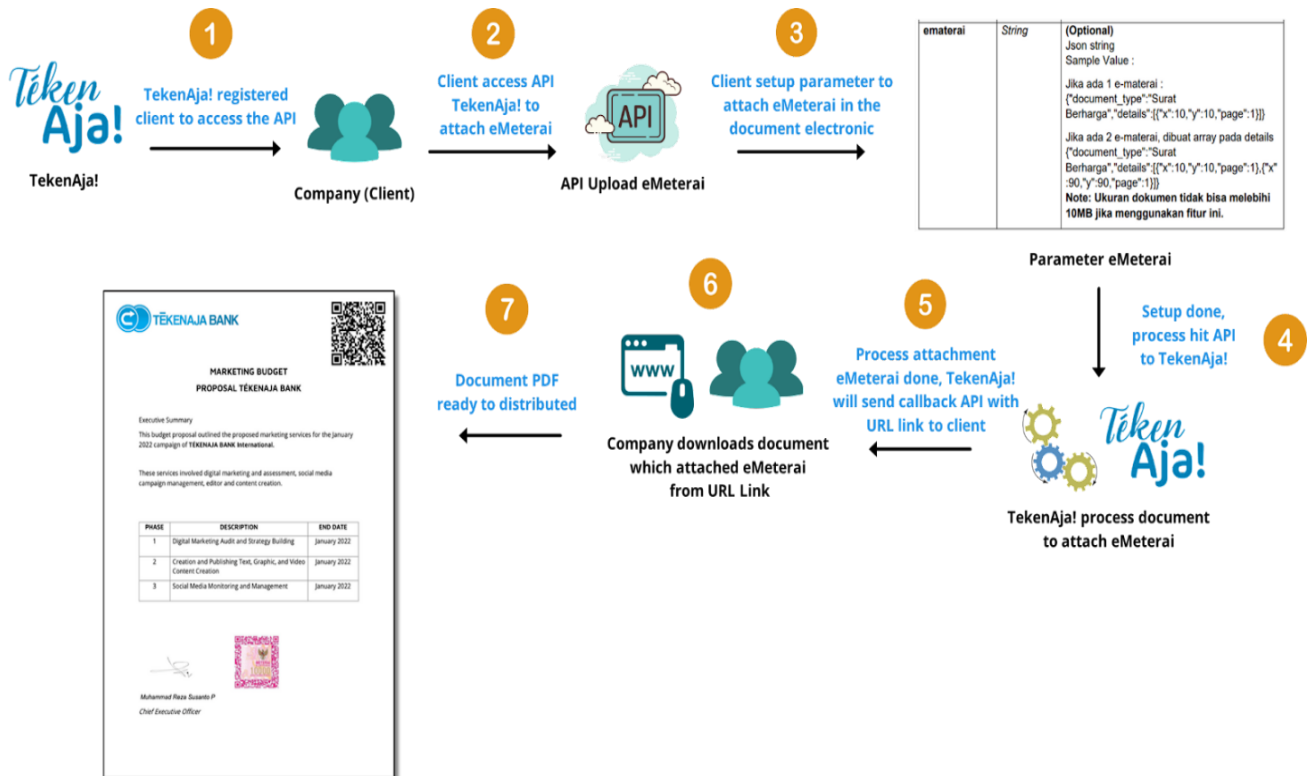 1
Téken
Aja!
TekenAja!
TekenAja! registered
client to access the API
Company (Client)
2
Client access API
TekenAja! to
attach eMeterai
API
API Upload eMeterai
3
Client setup parameter to
attach eMeterai in the
document electronic
ematerai
String
(Optional)
Json string
Sample Value :
Jika ada 1 e-materai :
{"document_type":"Surat
Berharga","details":[{"x":10,"y":10,"page":1}]}
Jika ada 2 e-materai, dibuat array pada details
{"document_type":"Surat
Berharga","details":[{"x":10,"y":10,"page":1},{"x"
:90,"y":90,"page":1}]}
Note: Ukuran dokumen tidak bisa melebihi
10MB jika menggunakan fitur ini.
Parameter eMeterai
4
Setup done,
process hit API
to TekenAja!
Téken
Aja!
TekenAja! process document
to attach eMeterai
5
Process attachment
eMeterai done, TekenAja!
will send callback API with
URL link to client
6
www
Company downloads document
which attached eMeterai
from URL Link
7
Document PDF
ready to distributed
TĒKENAJA BANK
MARKETING BUDGET
PROPOSAL TÉKENAJA BANK
Executive Summary
This budget proposal outlined the proposed marketing services for the January
2022 campaign of TEKENAJA BANK International.
These services involved digital marketing and assessment, social media
campaign management, editor and content creation.
PHASE DESCRIPTION END DATE
1 Digital Marketing Audit and Strategy Building January 2022
2 Creation and Publishing Text, Graphic, and Video January 2022
Content Creation
3 Social Media Monitoring and Management January 2022
Muhammad Reza Susanto P
Chief Executive Officer